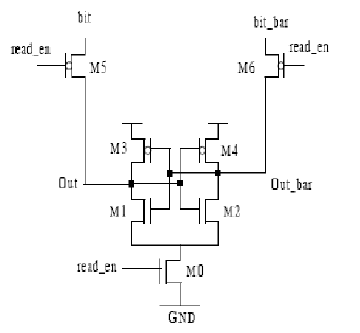 bit
bit_bar
read_en
read_en
M5
M6
M3
M4
Out
Out_bar
M1
M2
read_en
M0
GND